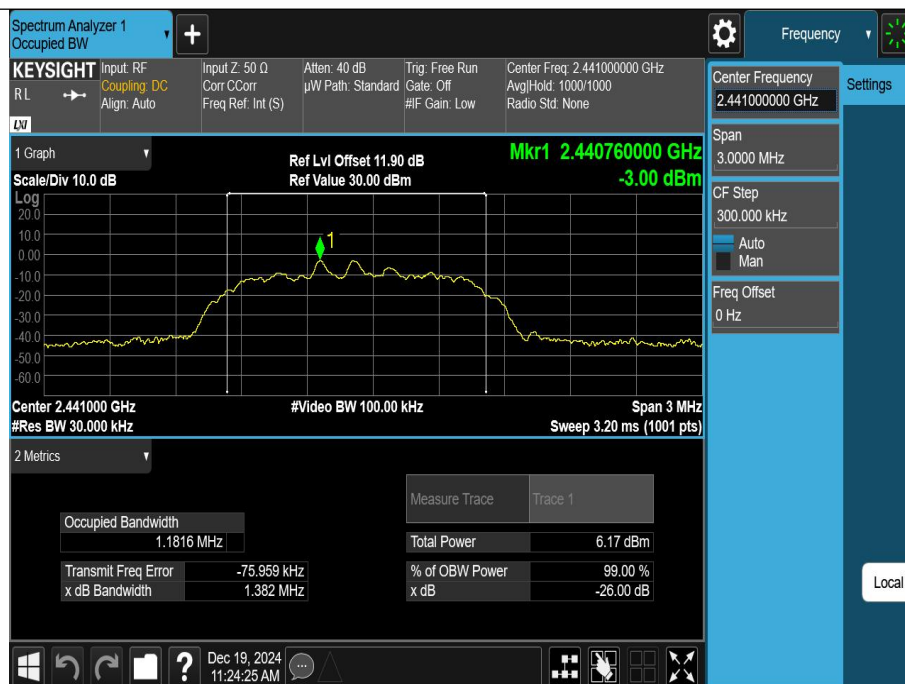 Spectrum Analyzer 1
Occupied BW
Frequency
KEYSIGHT
RL
LXI
Input: RF
Coupling: DC
Align: Auto
Input Z: 50 Ω
Corr CCorr
Freq Ref: Int (S)
Atten: 40 dB
µW Path: Standard
Trig: Free Run
Gate: Off
#IF Gain: Low
Center Freq: 2.441000000 GHz
Avg|Hold: 1000/1000
Radio Std: None
Center Frequency
2.441000000 GHz
Settings
Span
3.0000 MHz
CF Step
300.000 kHz
Auto
Man
Freq Offset
0 Hz
Local
1 Graph
Scale/Div 10.0 dB
Ref Lvl Offset 11.90 dB
Ref Value 30.00 dBm
Mkr1 2.440760000 GHz
-3.00 dBm
Log
20.0
10.0
0.00
-10.0
-20.0
-30.0
-40.0
-50.0
-60.0
1
Center 2.441000 GHz
#Res BW 30.000 kHz
#Video BW 100.00 kHz
Span 3 MHz
Sweep 3.20 ms (1001 pts)
2 Metrics
Measure Trace Trace 1
Occupied Bandwidth
1.1816 MHz
Total Power 6.17 dBm
Transmit Freq Error -75.959 kHz
% of OBW Power 99.00 %
x dB Bandwidth 1.382 MHz
x dB -26.00 dB
?
Dec 19, 2024
11:24:25 AM